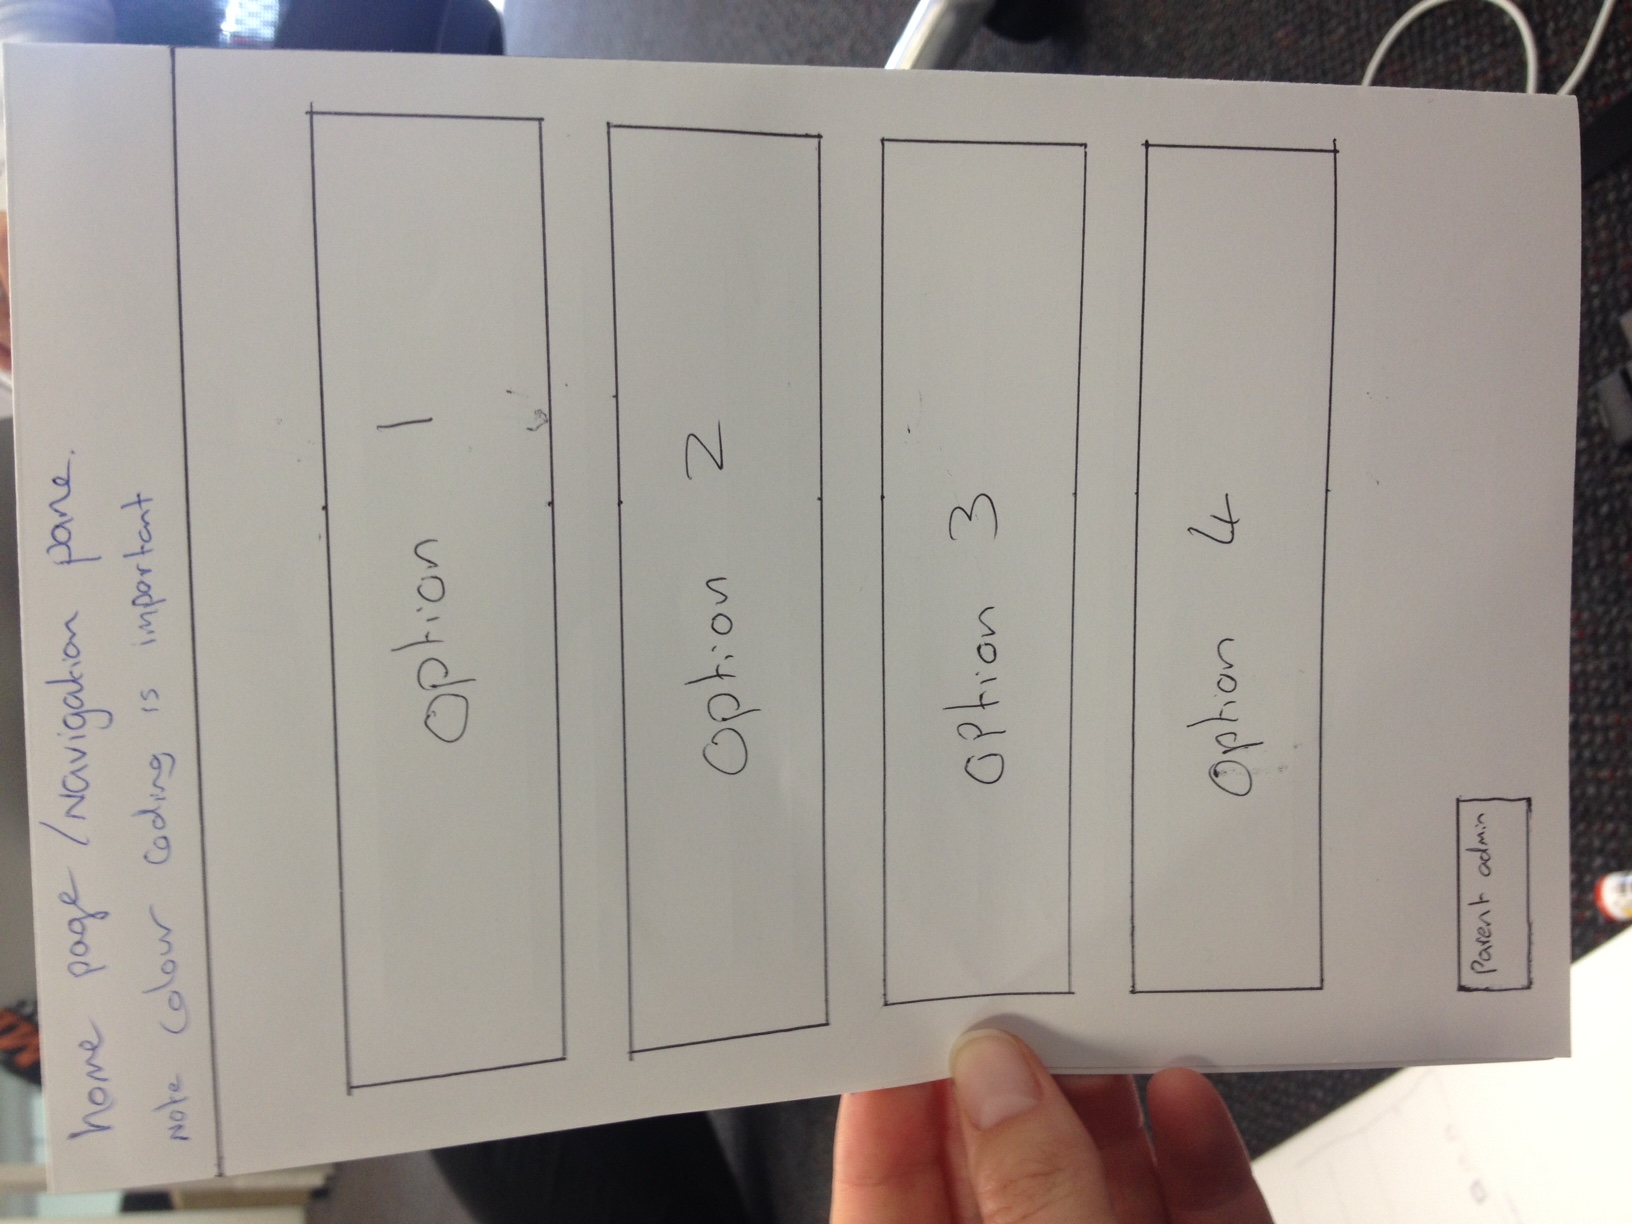 home page / Navigation pane.
Note Colour Coding is important
Option 1
Option 2
Option 3
Option 4
Parent admin